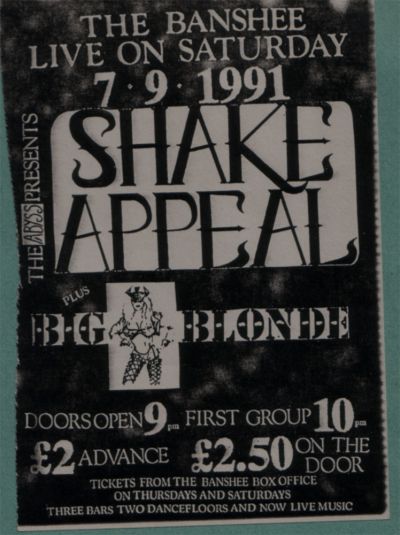 THE BANSHEE
LIVE ON SATURDAY
7·9·1991
THE ABYSS PRESENTS
SHAKE
APPEAL
PLUS
BIG BLONDE
DOORS OPEN 9pm FIRST GROUP 10pm
£2 ADVANCE £2.50 ON THE DOOR
TICKETS FROM THE BANSHEE BOX OFFICE
ON THURSDAYS AND SATURDAYS
THREE BARS TWO DANCEFLOORS AND NOW LIVE MUSIC